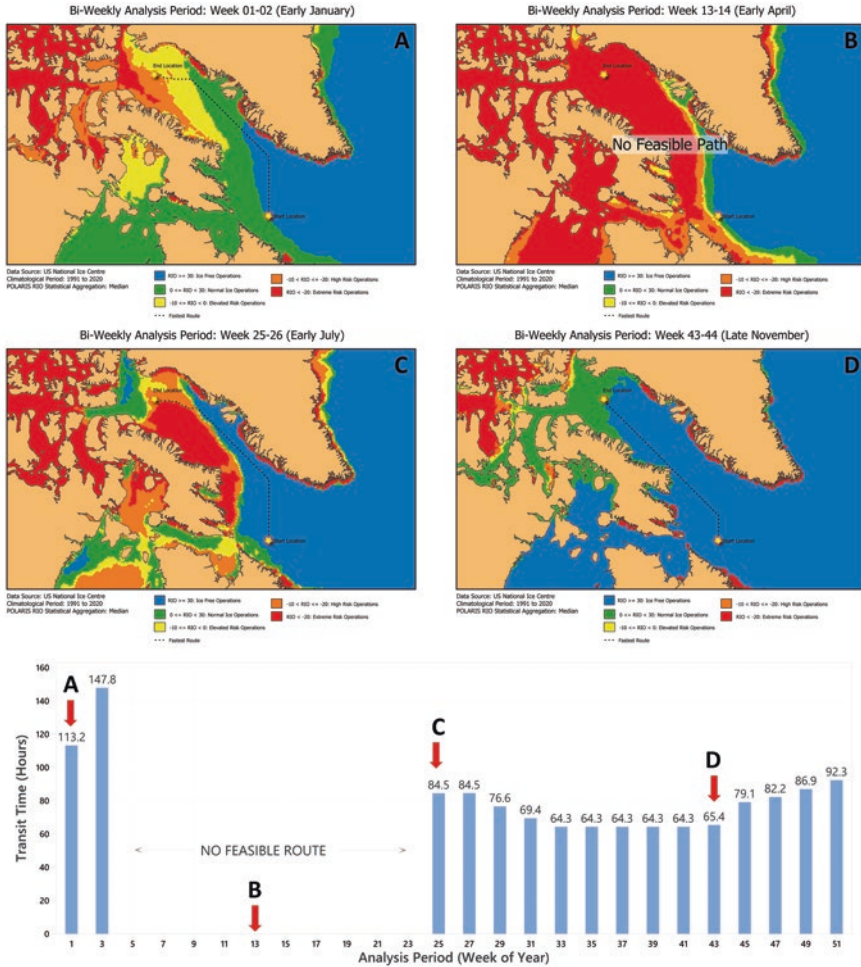 Bi-Weekly Analysis Period: Week 01-02 (Early January)
A
End Location
Start Location
Data Source: US National Ice Centre
Climatological Period: 1991 to 2020
POLARIS RIO Statistical Aggregation: Median
RIO >= 30: Ice Free Operations
0 <= RIO < 30: Normal Ice Operations
-10 <= RIO < 0: Elevated Risk Operations
-10 < RIO <= -20: High Risk Operations
RIO < -20: Extreme Risk Operations
Fastest Route
Bi-Weekly Analysis Period: Week 13-14 (Early April)
B
End Location
No Feasible Path
Start Location
Data Source: US National Ice Centre
Climatological Period: 1991 to 2020
POLARIS RIO Statistical Aggregation: Median
RIO >= 30: Ice Free Operations
0 <= RIO < 30: Normal Ice Operations
-10 <= RIO < 0: Elevated Risk Operations
-10 < RIO <= -20: High Risk Operations
RIO < -20: Extreme Risk Operations
Fastest Route
Bi-Weekly Analysis Period: Week 25-26 (Early July)
C
End Location
Start Location
Data Source: US National Ice Centre
Climatological Period: 1991 to 2020
POLARIS RIO Statistical Aggregation: Median
RIO >= 30: Ice Free Operations
0 <= RIO < 30: Normal Ice Operations
-10 <= RIO < 0: Elevated Risk Operations
-10 < RIO <= -20: High Risk Operations
RIO < -20: Extreme Risk Operations
Fastest Route
Bi-Weekly Analysis Period: Week 43-44 (Late November)
D
End Location
Start Location
Data Source: US National Ice Centre
Climatological Period: 1991 to 2020
POLARIS RIO Statistical Aggregation: Median
RIO >= 30: Ice Free Operations
0 <= RIO < 30: Normal Ice Operations
-10 <= RIO < 0: Elevated Risk Operations
-10 < RIO <= -20: High Risk Operations
RIO < -20: Extreme Risk Operations
Fastest Route
Transit Time (Hours)
160
140
120
100
80
60
40
20
0
A
B
C
D
113.2 147.8 84.5 84.5 76.6 69.4 64.3 64.3 64.3 64.3 64.3 65.4 79.1 82.2 86.9 92.3
NO FEASIBLE ROUTE
1 3 5 7 9 11 13 15 17 19 21 23 25 27 29 31 33 35 37 39 41 43 45 47 49 51
Analysis Period (Week of Year)